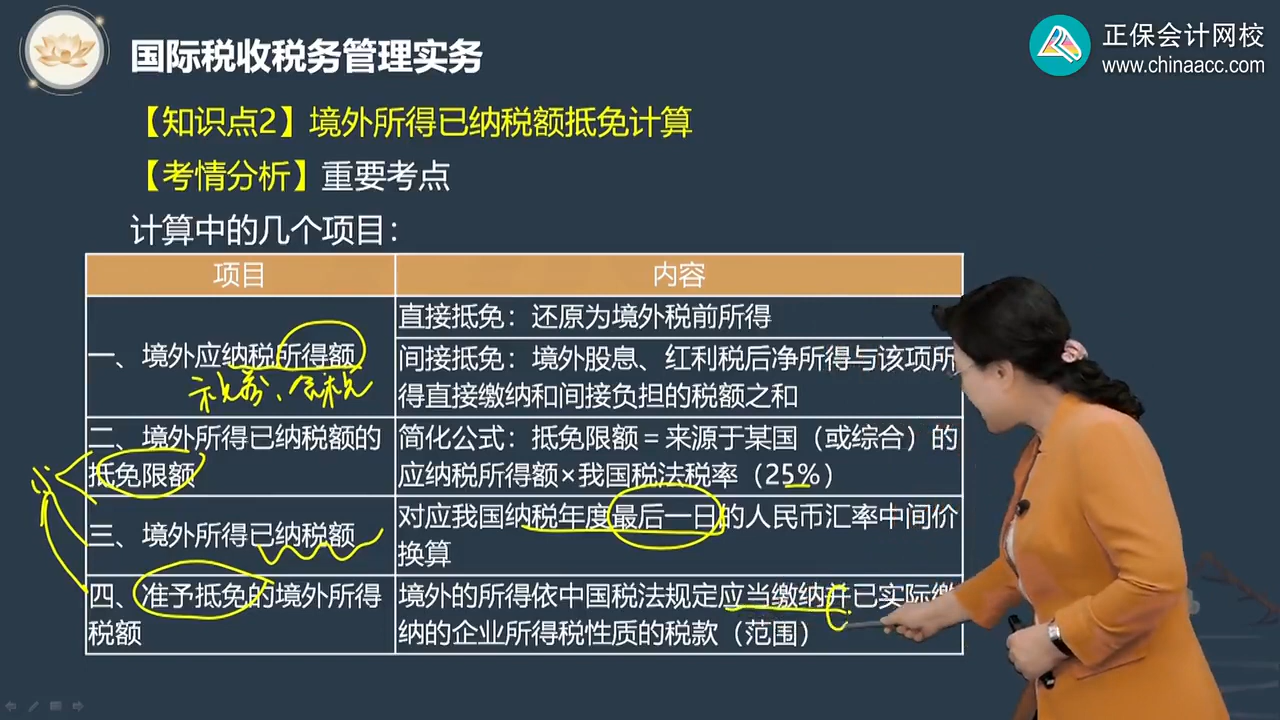 国际税收税务管理实务
正保会计网校
www.chinaacc.com
【知识点2】境外所得已纳税额抵免计算
【考情分析】重要考点
计算中的几个项目：
项目
内容
一、境外应纳税所得额
税前、含税
直接抵免：还原为境外税前所得
间接抵免：境外股息、红利税后净所得与该项所
得直接缴纳和间接负担的税额之和
二、境外所得已纳税额的
抵免限额
简化公式：抵免限额＝来源于某国（或综合）的
应纳税所得额×我国税法税率（25%）
三、境外所得已纳税额
对应我国纳税年度最后一日的人民币汇率中间价
换算
四、准予抵免的境外所得
税额
境外的所得依中国税法规定应当缴纳并已实际缴
纳的企业所得税性质的税款（范围）